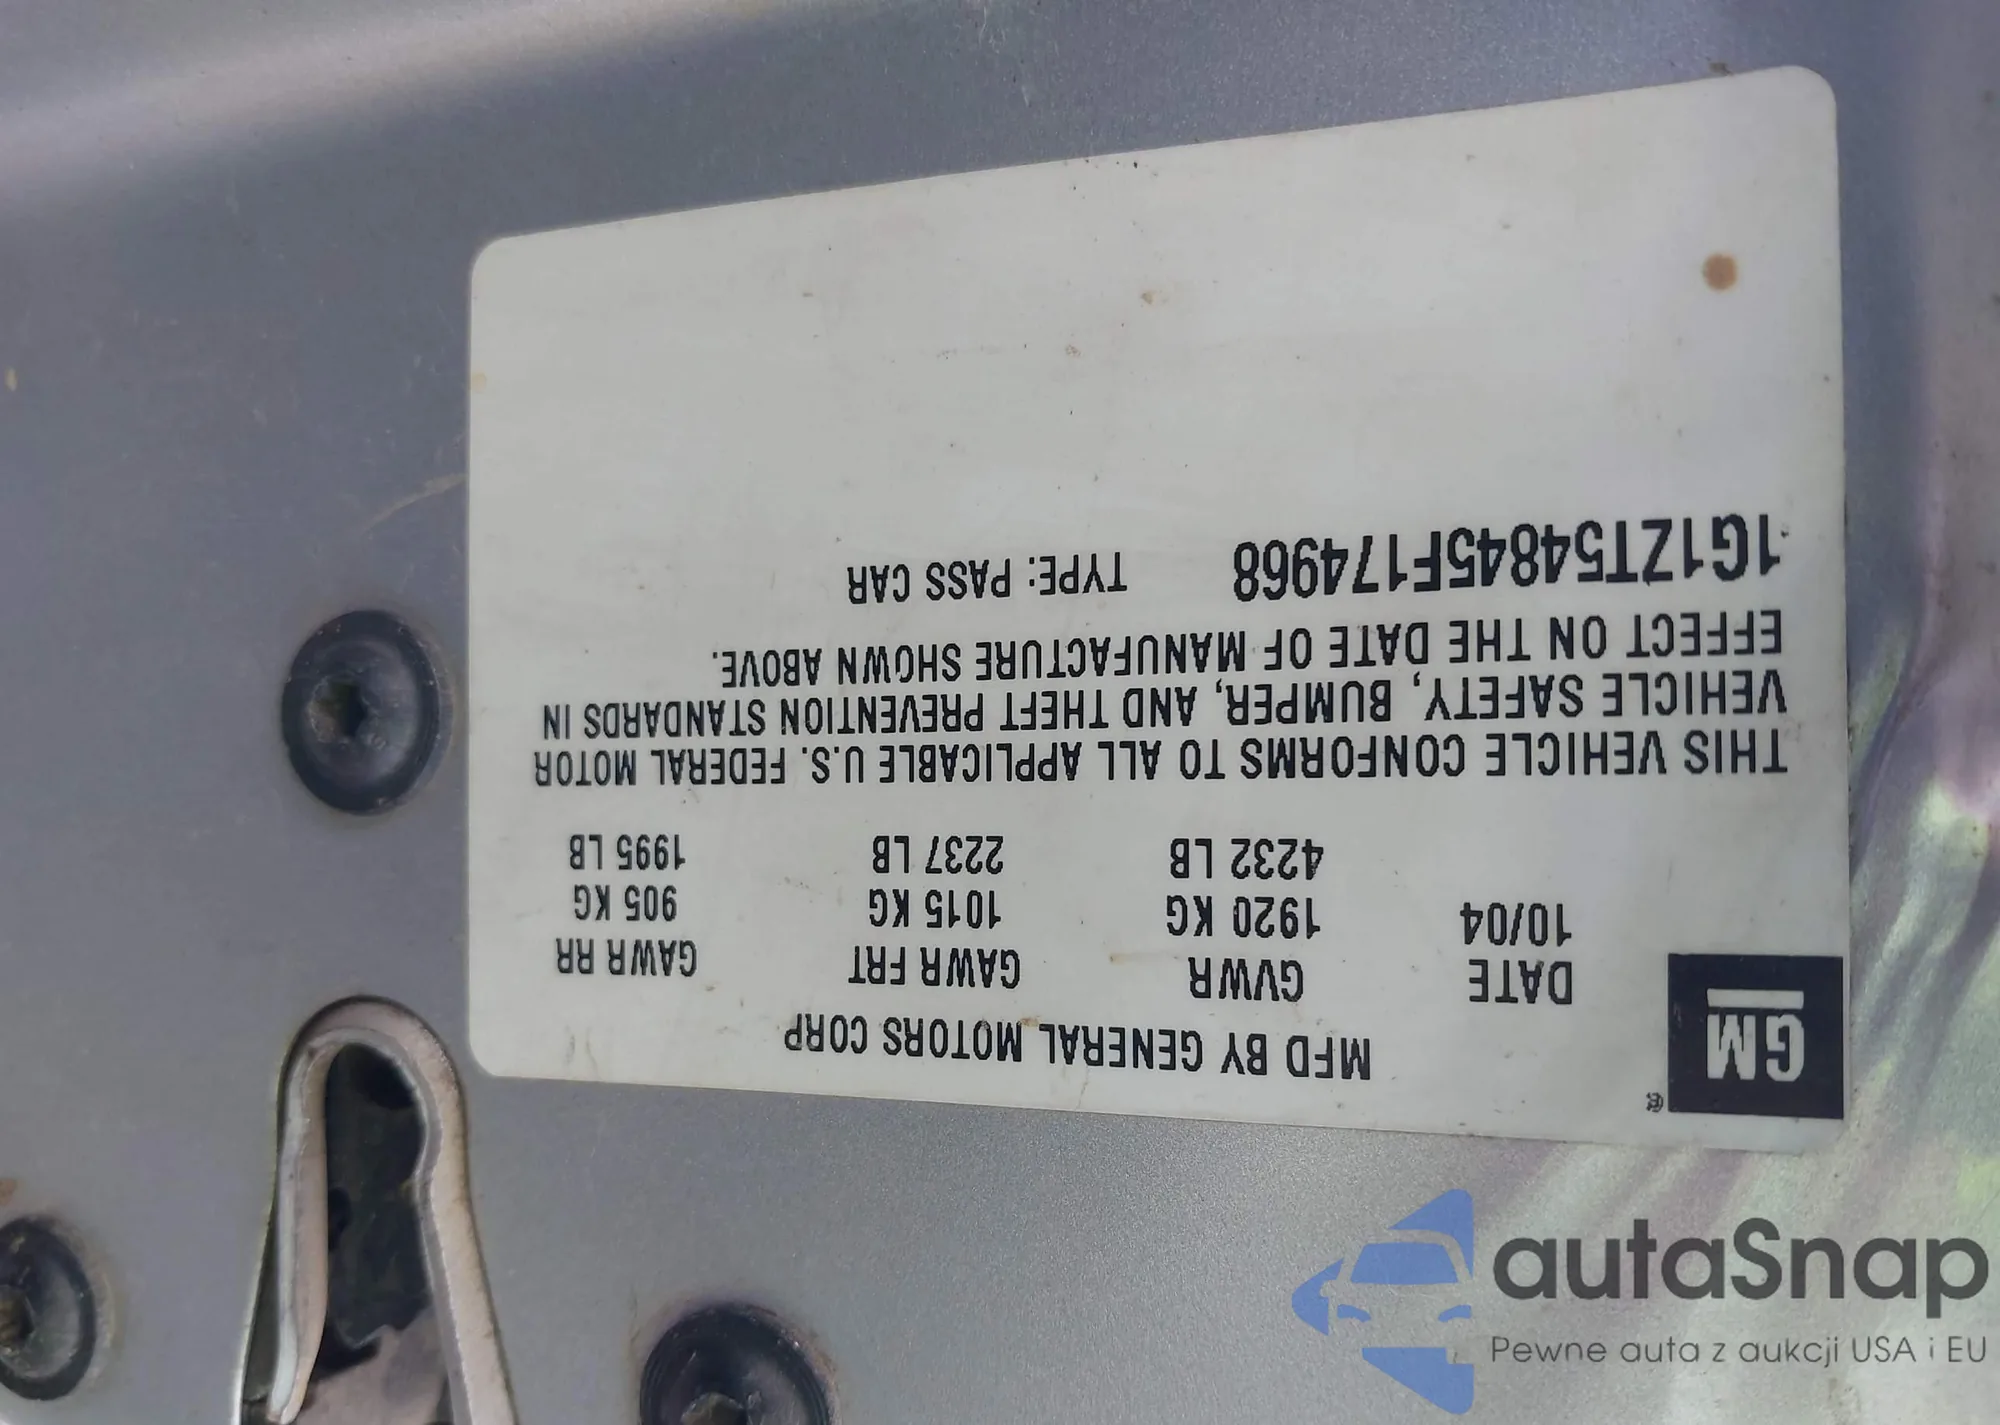 GM
®
MFD BY GENERAL MOTORS CORP
DATE GVWR GAWR FRT GAWR RR
10/04 1920 KG 1015 KG 905 KG
4232 LB 2237 LB 1995 LB
THIS VEHICLE CONFORMS TO ALL APPLICABLE U.S. FEDERAL MOTOR
VEHICLE SAFETY, BUMPER, AND THEFT PREVENTION STANDARDS IN
EFFECT ON THE DATE OF MANUFACTURE SHOWN ABOVE.
1G1ZT54845F174968 TYPE: PASS CAR
autaSnap
Pewne auta z aukcji USA i EU